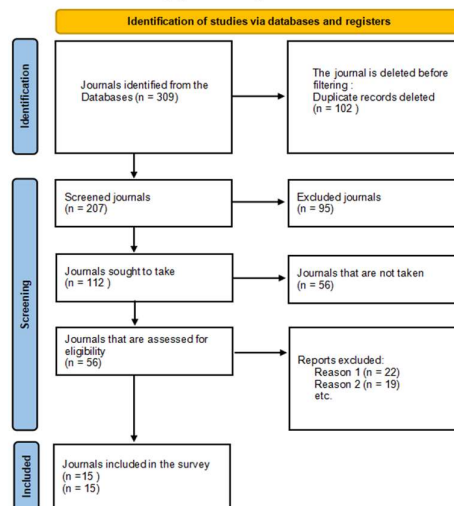 Identification of studies via databases and registers
Identification
Journals identified from the
Databases (n = 309)
The journal is deleted before
filtering :
Duplicate records deleted
(n = 102 )
Screening
Screened journals
(n = 207)
Excluded journals
(n = 95)
Journals sought to take
(n = 112 )
Journals that are not taken
(n = 56)
Journals that are assessed for
eligibility
(n = 56)
Reports excluded:
Reason 1 (n = 22)
Reason 2 (n = 19)
etc.
Included
Journals included in the survey
(n =15 )
(n = 15)